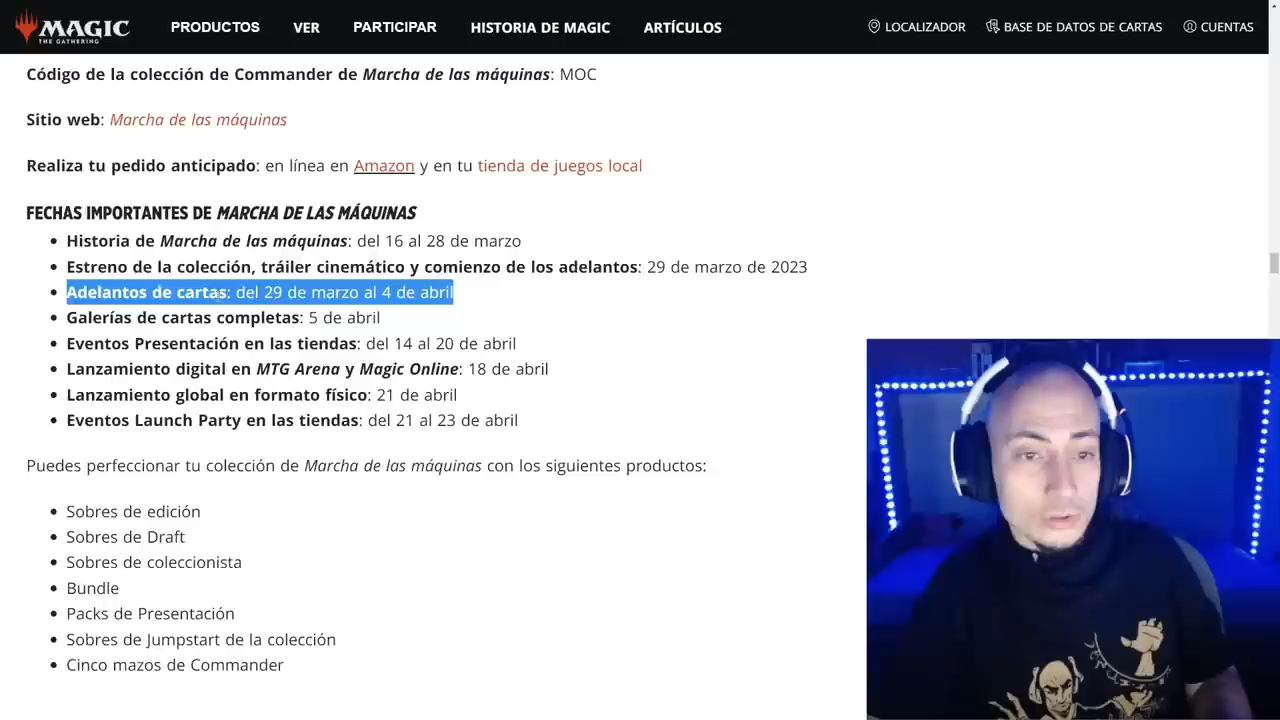 MAGIC
THE GATHERING
PRODUCTOS
VER
PARTICIPAR
HISTORIA DE MAGIC
ARTÍCULOS
LOCALIZADOR
BASE DE DATOS DE CARTAS
CUENTAS
Código de la colección de Commander de Marcha de las máquinas: MOC
Sitio web: Marcha de las máquinas
Realiza tu pedido anticipado: en línea en Amazon y en tu tienda de juegos local
FECHAS IMPORTANTES DE MARCHA DE LAS MÁQUINAS
• Historia de Marcha de las máquinas: del 16 al 28 de marzo
• Estreno de la colección, tráiler cinemático y comienzo de los adelantos: 29 de marzo de 2023
• Adelantos de cartas: del 29 de marzo al 4 de abril
• Galerías de cartas completas: 5 de abril
• Eventos Presentación en las tiendas: del 14 al 20 de abril
• Lanzamiento digital en MTG Arena y Magic Online: 18 de abril
• Lanzamiento global en formato físico: 21 de abril
• Eventos Launch Party en las tiendas: del 21 al 23 de abril
Puedes perfeccionar tu colección de Marcha de las máquinas con los siguientes productos:
• Sobres de edición
• Sobres de Draft
• Sobres de coleccionista
• Bundle
• Packs de Presentación
• Sobres de Jumpstart de la colección
• Cinco mazos de Commander